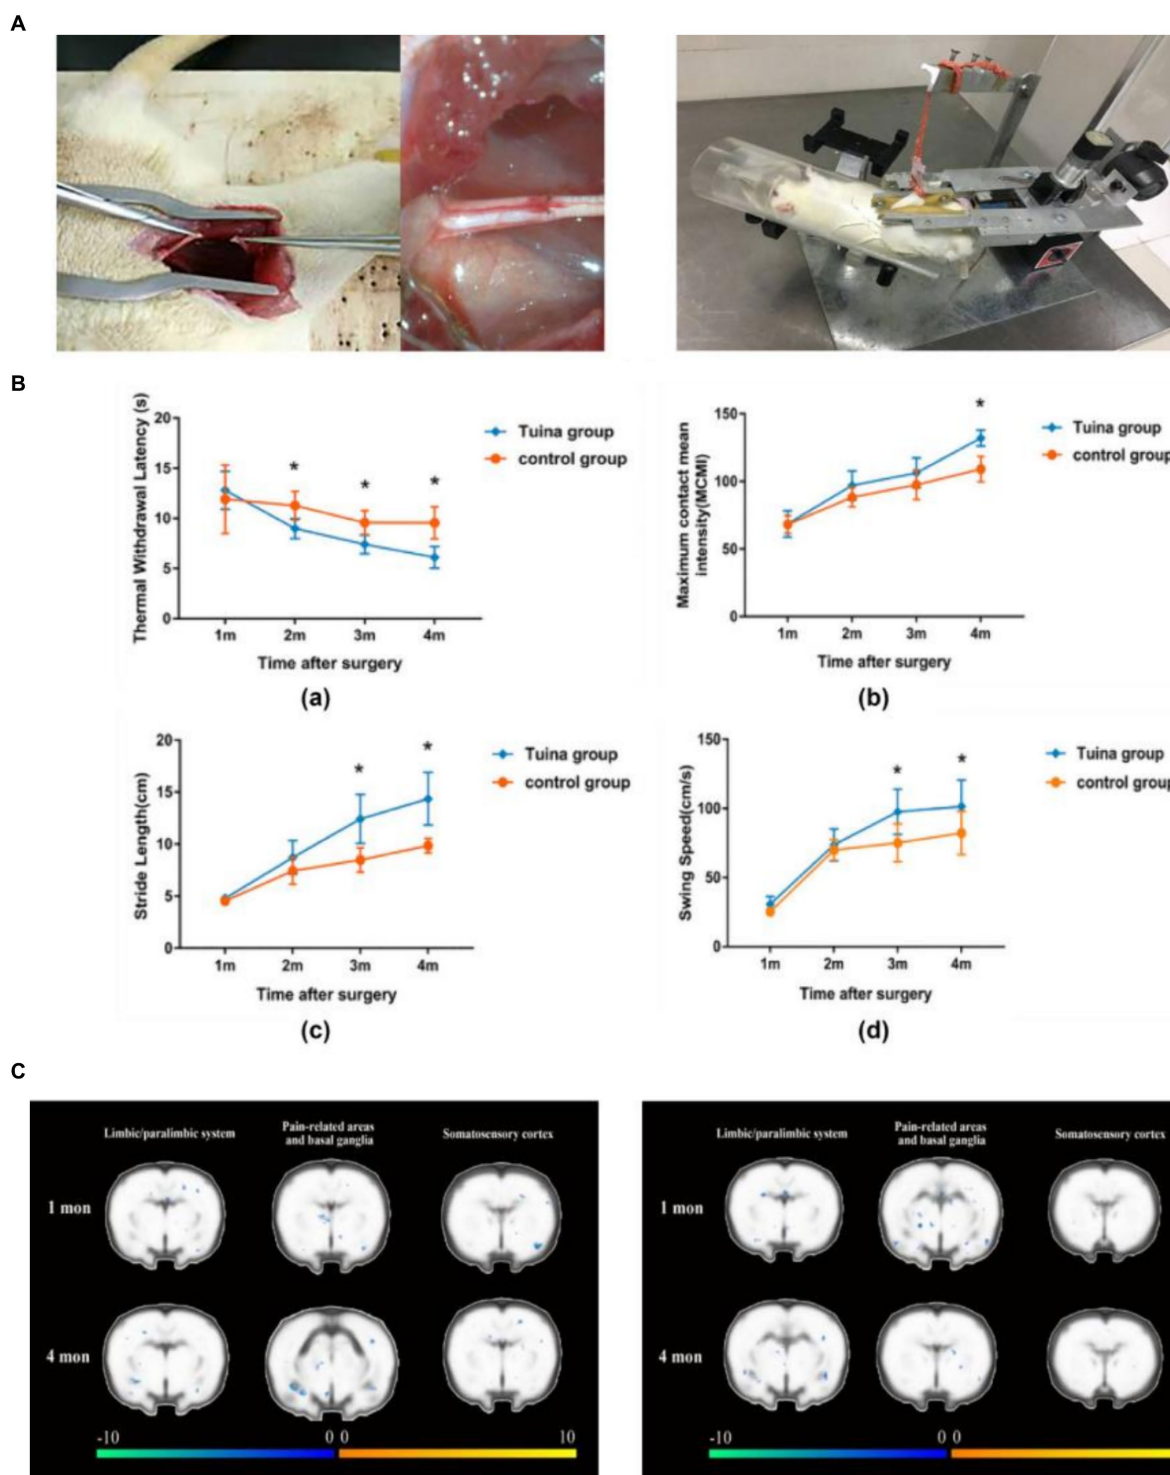 A
B
Thermal Withdrawal Latency (s)
20
15
10
5
0
1m 2m 3m 4m
Time after surgery
Tuina group
control group
* * *
(a)
Maximum contact mean
intensity(MCMI)
150
100
50
0
1m 2m 3m 4m
Time after surgery
Tuina group
control group
*
(b)
Stride Length(cm)
20
15
10
5
0
1m 2m 3m 4m
Time after surgery
Tuina group
control group
* *
(c)
Swing Speed(cm/s)
150
100
50
0
1m 2m 3m 4m
Time after surgery
Tuina group
control group
* *
(d)
C
Limbic/paralimbic system
Pain-related areas
and basal ganglia
Somatosensory cortex
1 mon
4 mon
-10 0 0 10
Limbic/paralimbic system
Pain-related areas
and basal ganglia
Somatosensory cortex
1 mon
4 mon
-10 0 0